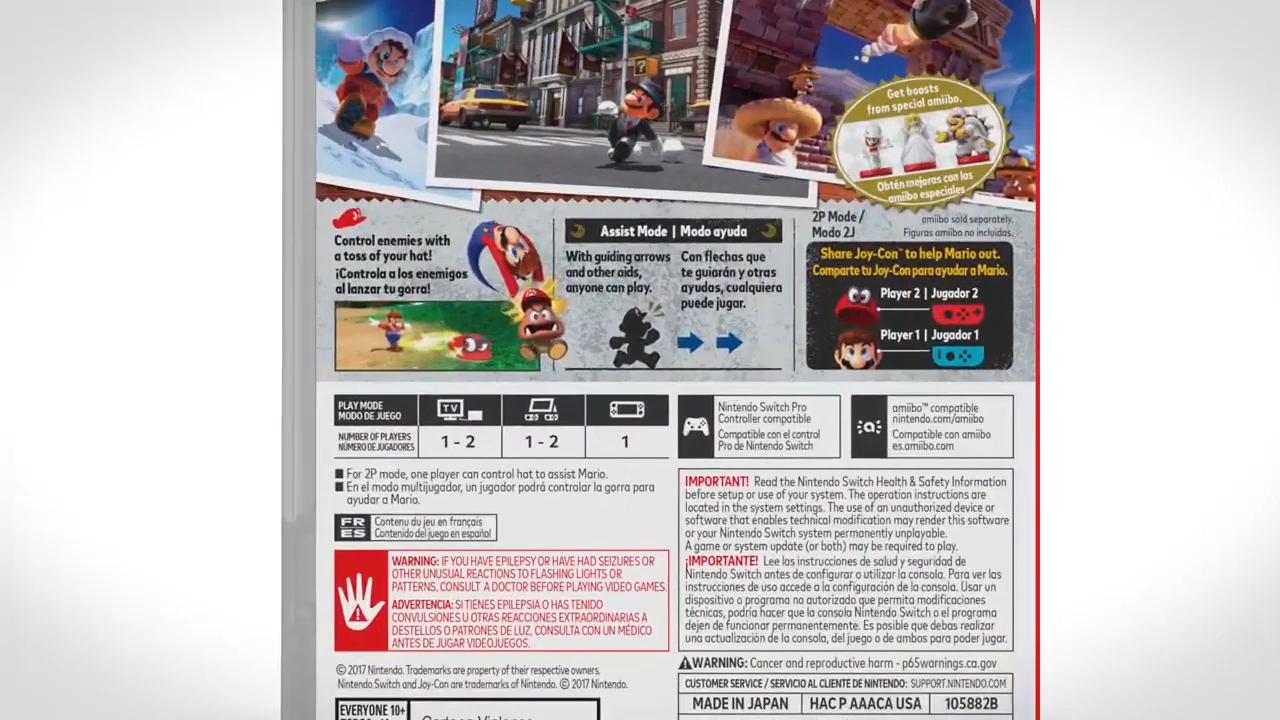 Get boosts
from special amiibo.
Obtén mejoras con los
amiibo especiales
amiibo sold separately.
Figuras amiibo no incluidas.
Control enemies with
a toss of your hat!
¡Controla a los enemigos
al lanzar tu gorra!
Assist Mode | Modo ayuda
With guiding arrows
and other aids,
anyone can play.
Con flechas que
te guiarán y otras
ayudas, cualquiera
puede jugar.
2P Mode /
Modo 2J
Share Joy-Con™ to help Mario out.
Comparte tu Joy-Con para ayudar a Mario.
Player 2 | Jugador 2
Player 1 | Jugador 1
PLAY MODE
MODO DE JUEGO
TV
NUMBER OF PLAYERS
NÚMERO DE JUGADORES
1 - 2
1 - 2
1
Nintendo Switch Pro
Controller compatible
Compatible con el control
Pro de Nintendo Switch
amiibo™ compatible
nintendo.com/amiibo
Compatible con amiibo
es.amiibo.com
■ For 2P mode, one player can control hat to assist Mario.
■ En el modo multijugador, un jugador podrá controlar la gorra para
ayudar a Mario.
FR Contenu du jeu en français
ES Contenido del juego en español
WARNING: IF YOU HAVE EPILEPSY OR HAVE HAD SEIZURES OR
OTHER UNUSUAL REACTIONS TO FLASHING LIGHTS OR
PATTERNS, CONSULT A DOCTOR BEFORE PLAYING VIDEO GAMES.
ADVERTENCIA: SI TIENES EPILEPSIA O HAS TENIDO
CONVULSIONES U OTRAS REACCIONES EXTRAORDINARIAS A
DESTELLOS O PATRONES DE LUZ, CONSULTA CON UN MÉDICO
ANTES DE JUGAR VIDEOJUEGOS.
IMPORTANT! Read the Nintendo Switch Health & Safety Information
before setup or use of your system. The operation instructions are
located in the system settings. The use of an unauthorized device or
software that enables technical modification may render this software
or your Nintendo Switch system permanently unplayable.
A game or system update (or both) may be required to play.
¡IMPORTANTE! Lee las instrucciones de salud y seguridad de
Nintendo Switch antes de configurar o utilizar la consola. Para ver las
instrucciones de uso accede a la configuración de la consola. Usar un
dispositivo o programa no autorizado que permita modificaciones
técnicas, podría hacer que la consola Nintendo Switch o el programa
dejen de funcionar permanentemente. Es posible que debas realizar
una actualización de la consola, del juego o de ambos para poder jugar.
© 2017 Nintendo. Trademarks are property of their respective owners.
Nintendo Switch and Joy-Con are trademarks of Nintendo. © 2017 Nintendo.
WARNING: Cancer and reproductive harm - p65warnings.ca.gov
CUSTOMER SERVICE / SERVICIO AL CLIENTE DE NINTENDO: SUPPORT.NINTENDO.COM
MADE IN JAPAN
HAC P AAACA USA
105882B
EVERYONE 10+
Cartoon Violence